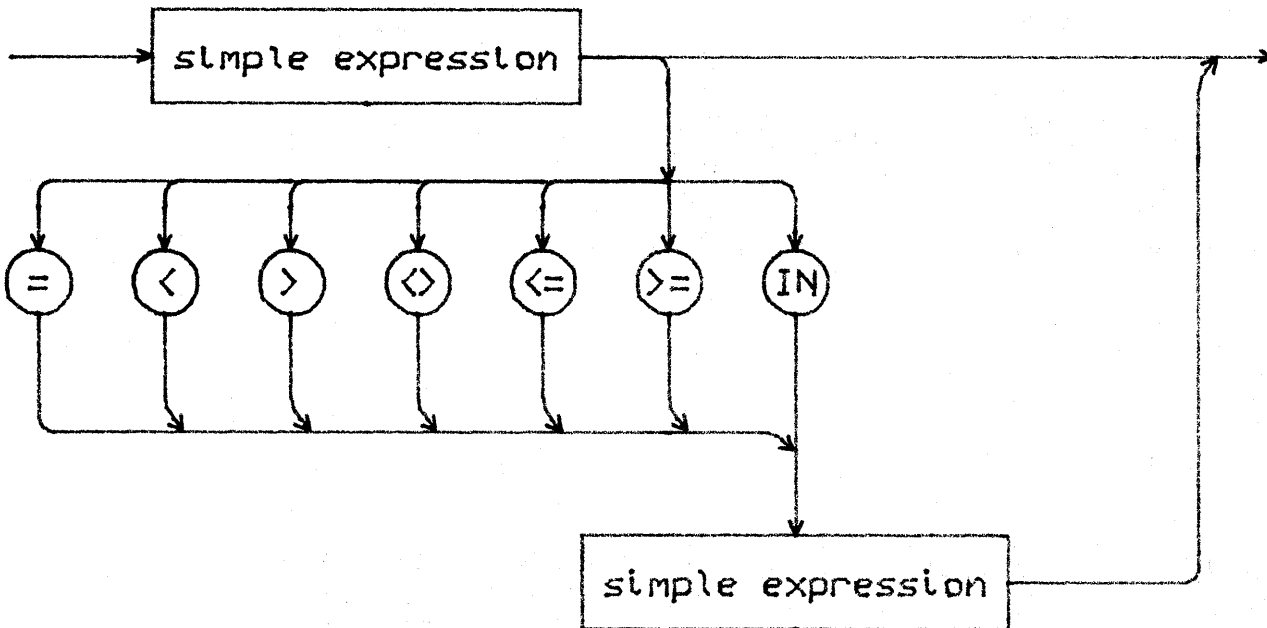 simple expression
= < > <> <= >= IN
simple expression